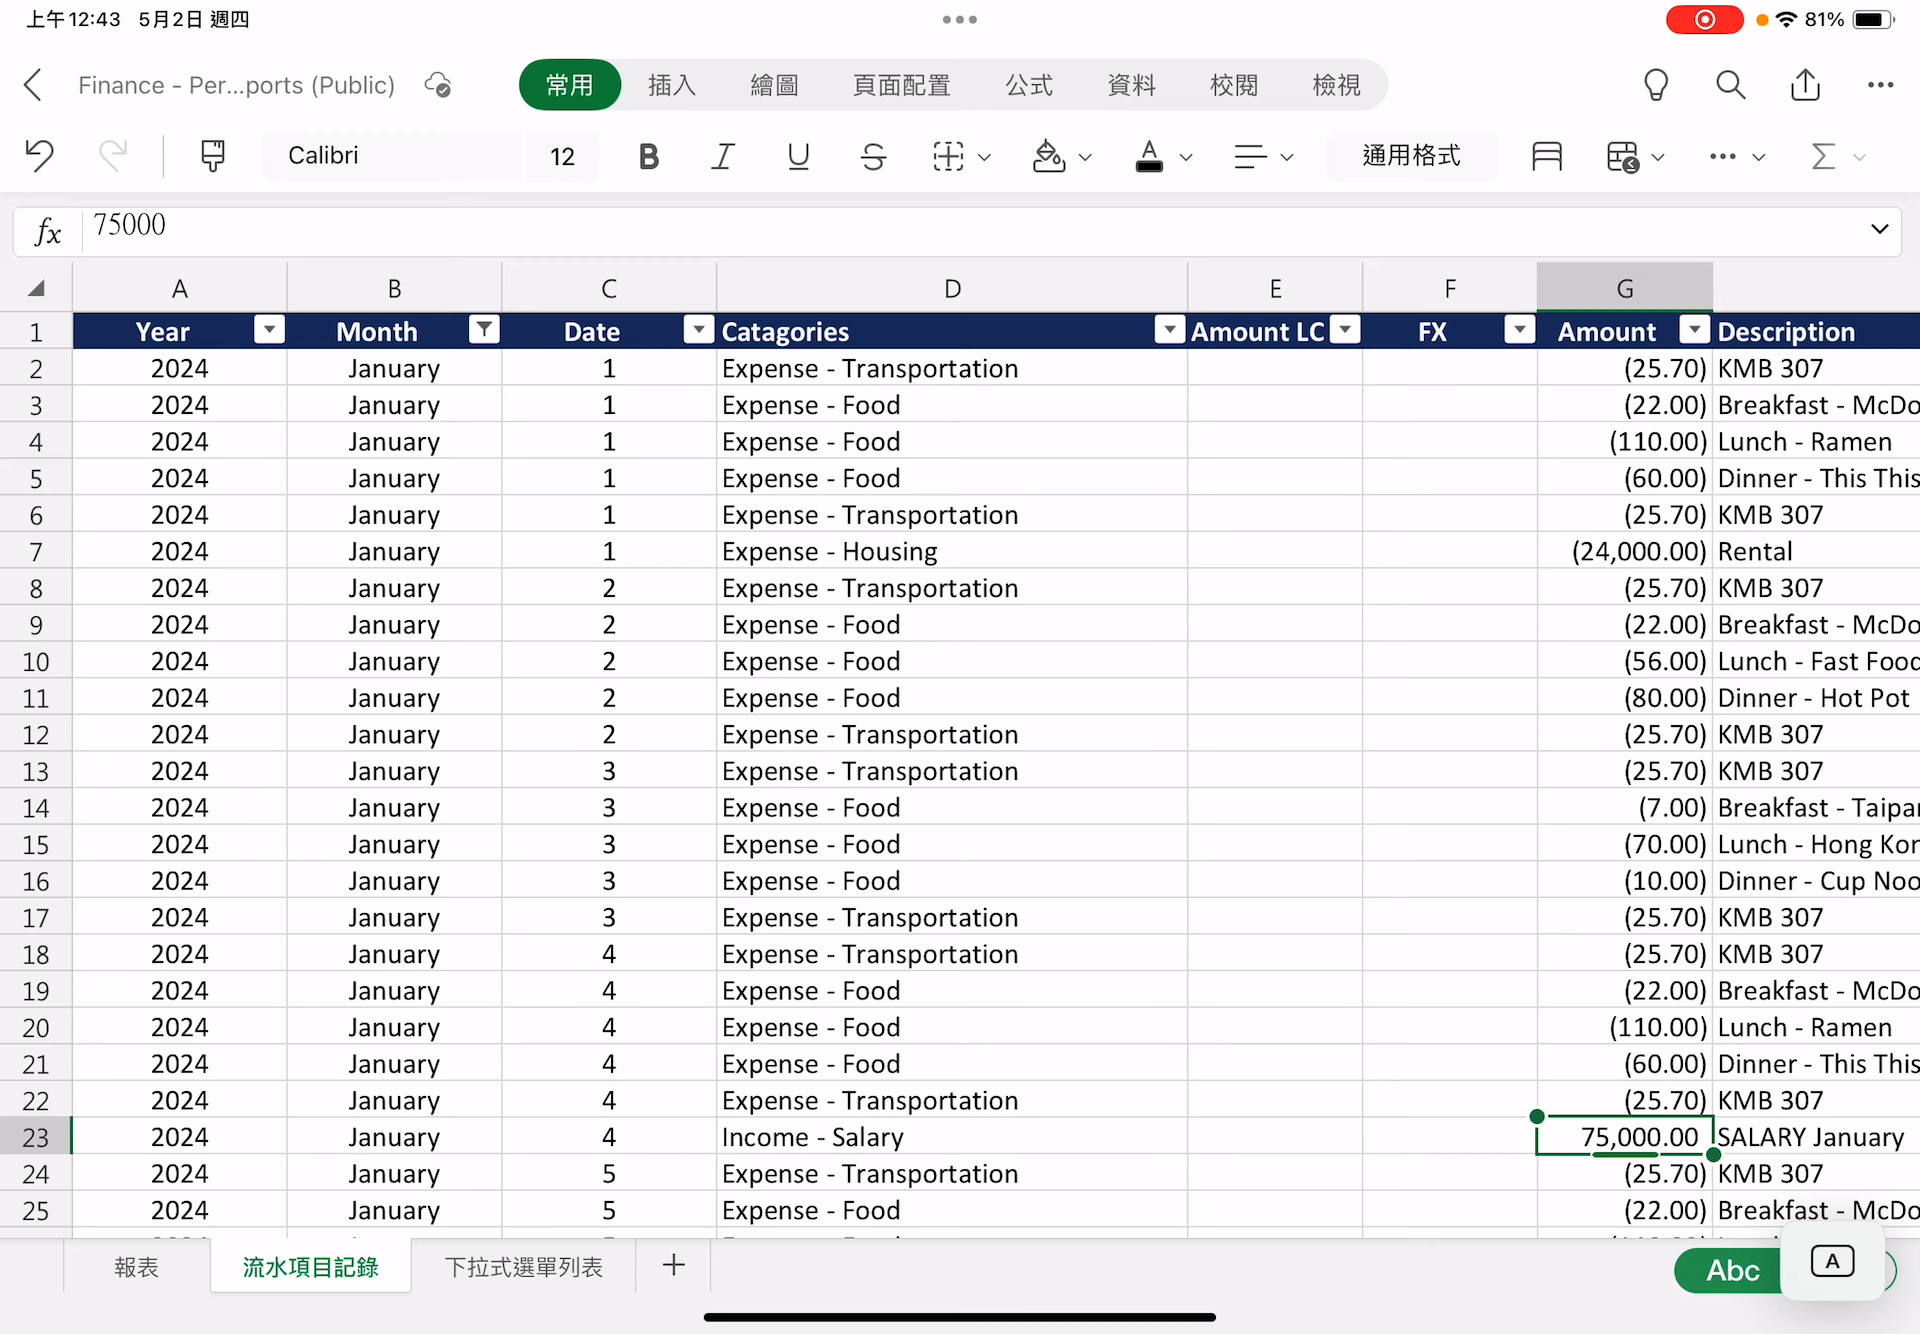 上午12:43 5月2日 週四
81%
Finance - Per...ports (Public)
常用 插入 繪圖 頁面配置 公式 資料 校閱 檢視
Calibri 12 B I U S A 通用格式 Σ
fx 75000
A B C D E F G
1 Year Month Date Catagories Amount LC FX Amount Description
2 2024 January 1 Expense - Transportation (25.70) KMB 307
3 2024 January 1 Expense - Food (22.00) Breakfast - McDo
4 2024 January 1 Expense - Food (110.00) Lunch - Ramen
5 2024 January 1 Expense - Food (60.00) Dinner - This This
6 2024 January 1 Expense - Transportation (25.70) KMB 307
7 2024 January 1 Expense - Housing (24,000.00) Rental
8 2024 January 2 Expense - Transportation (25.70) KMB 307
9 2024 January 2 Expense - Food (22.00) Breakfast - McDo
10 2024 January 2 Expense - Food (56.00) Lunch - Fast Food
11 2024 January 2 Expense - Food (80.00) Dinner - Hot Pot
12 2024 January 2 Expense - Transportation (25.70) KMB 307
13 2024 January 3 Expense - Transportation (25.70) KMB 307
14 2024 January 3 Expense - Food (7.00) Breakfast - Taipan
15 2024 January 3 Expense - Food (70.00) Lunch - Hong Kon
16 2024 January 3 Expense - Food (10.00) Dinner - Cup Noo
17 2024 January 3 Expense - Transportation (25.70) KMB 307
18 2024 January 4 Expense - Transportation (25.70) KMB 307
19 2024 January 4 Expense - Food (22.00) Breakfast - McDo
20 2024 January 4 Expense - Food (110.00) Lunch - Ramen
21 2024 January 4 Expense - Food (60.00) Dinner - This This
22 2024 January 4 Expense - Transportation (25.70) KMB 307
23 2024 January 4 Income - Salary 75,000.00 SALARY January
24 2024 January 5 Expense - Transportation (25.70) KMB 307
25 2024 January 5 Expense - Food (22.00) Breakfast - McDo
報表 流水項目記錄 下拉式選單列表 +
Abc A